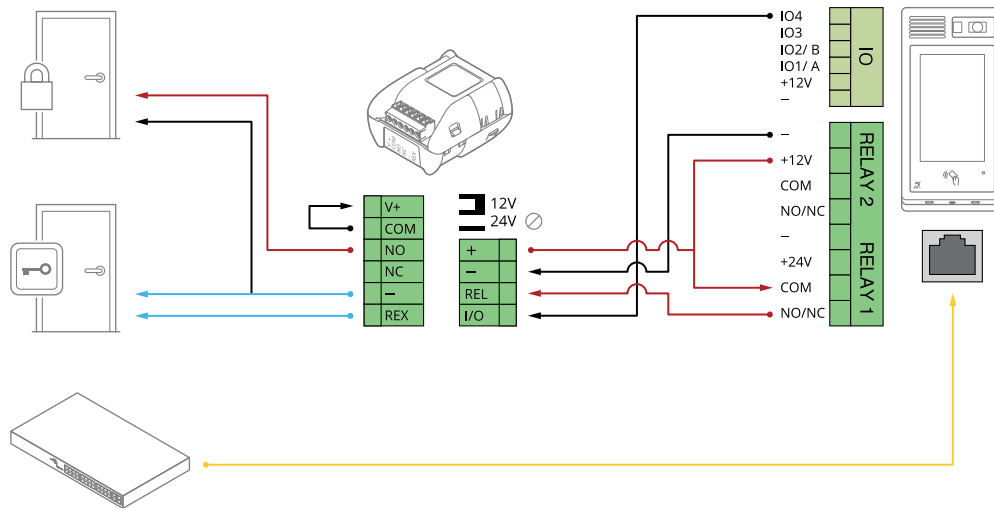 IO4
IO3
IO2/ B
IO1/ A
+12V
–
IO
–
+12V
COM
NO/NC
–
+24V
COM
NO/NC
RELAY 2
RELAY 1
12V
24V
V+
COM
NO
NC
–
REX
+
–
REL
I/O